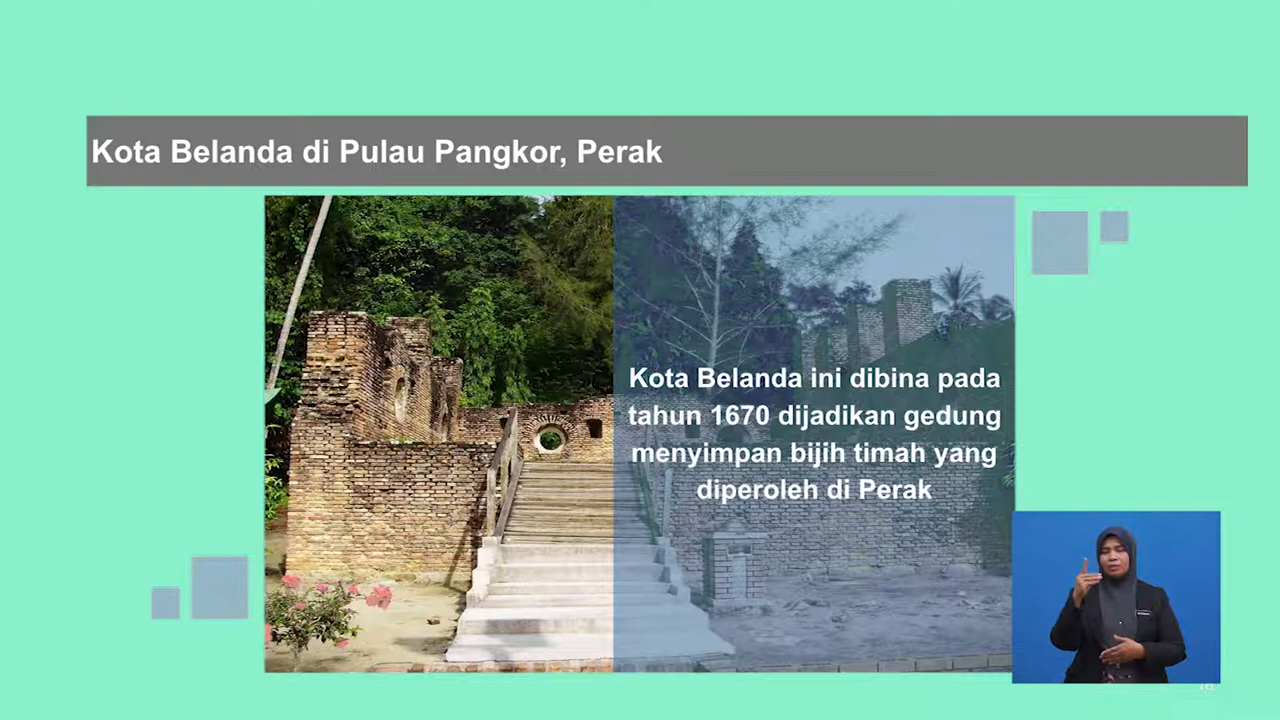 Kota Belanda di Pulau Pangkor, Perak
Kota Belanda ini dibina pada
tahun 1670 dijadikan gedung
menyimpan bijih timah yang
diperoleh di Perak